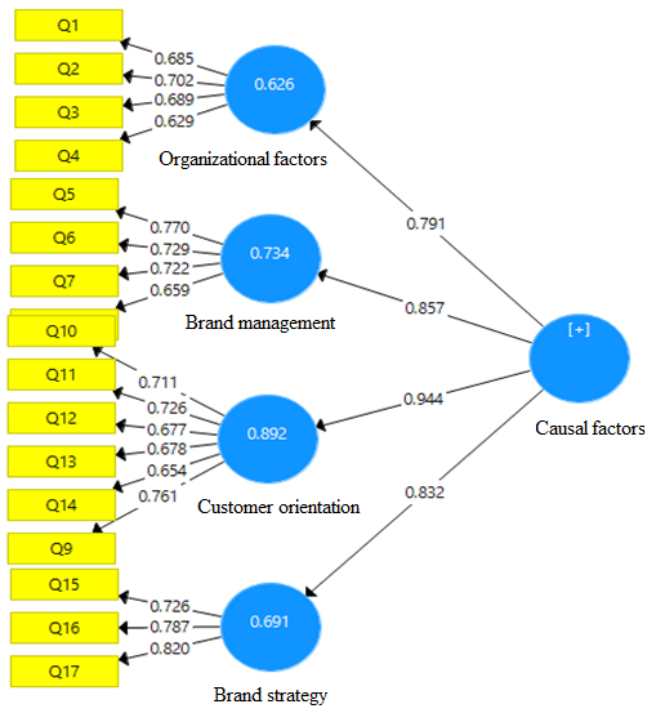 Q1
Q2
Q3
Q4
0.685
0.702
0.689
0.629
0.626
Organizational factors
Q5
Q6
Q7
0.770
0.729
0.722
0.659
0.734
Brand management
Q10
Q11
Q12
Q13
Q14
Q9
0.711
0.726
0.677
0.678
0.654
0.761
0.892
Customer orientation
Q15
Q16
Q17
0.726
0.787
0.820
0.691
Brand strategy
0.791
0.857
0.944
0.832
[+]
Causal factors